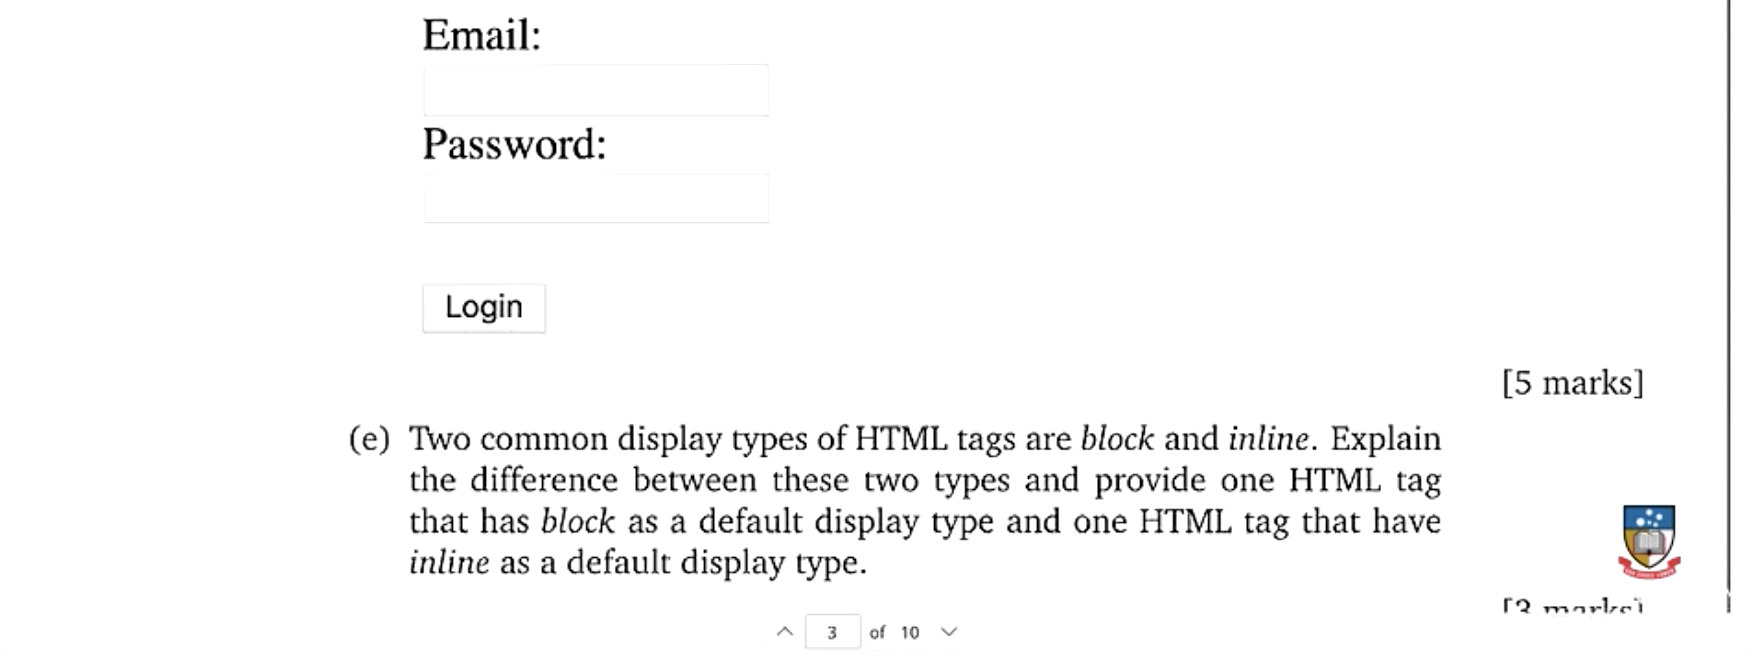 Email:
Password:
Login
[5 marks]
(e) Two common display types of HTML tags are block and inline. Explain
the difference between these two types and provide one HTML tag
that has block as a default display type and one HTML tag that have
inline as a default display type.
[3 marks]
3 of 10